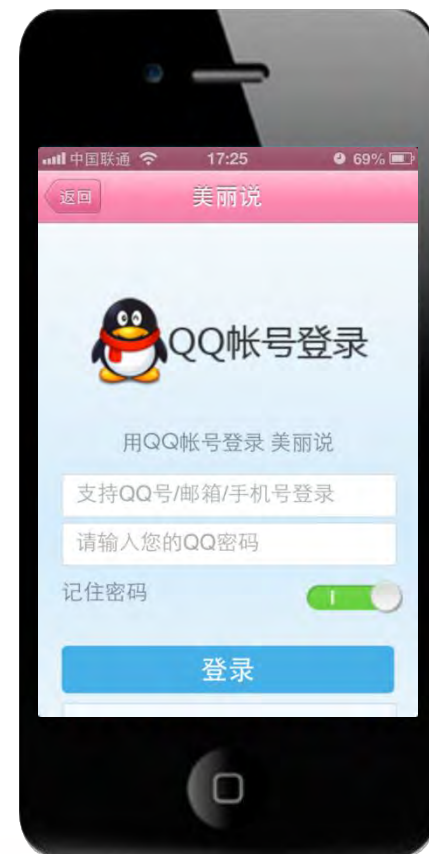 中国联通 17:25 69%
返回 美丽说
QQ帐号登录
用QQ帐号登录 美丽说
支持QQ号/邮箱/手机号登录
请输入您的QQ密码
记住密码
登录